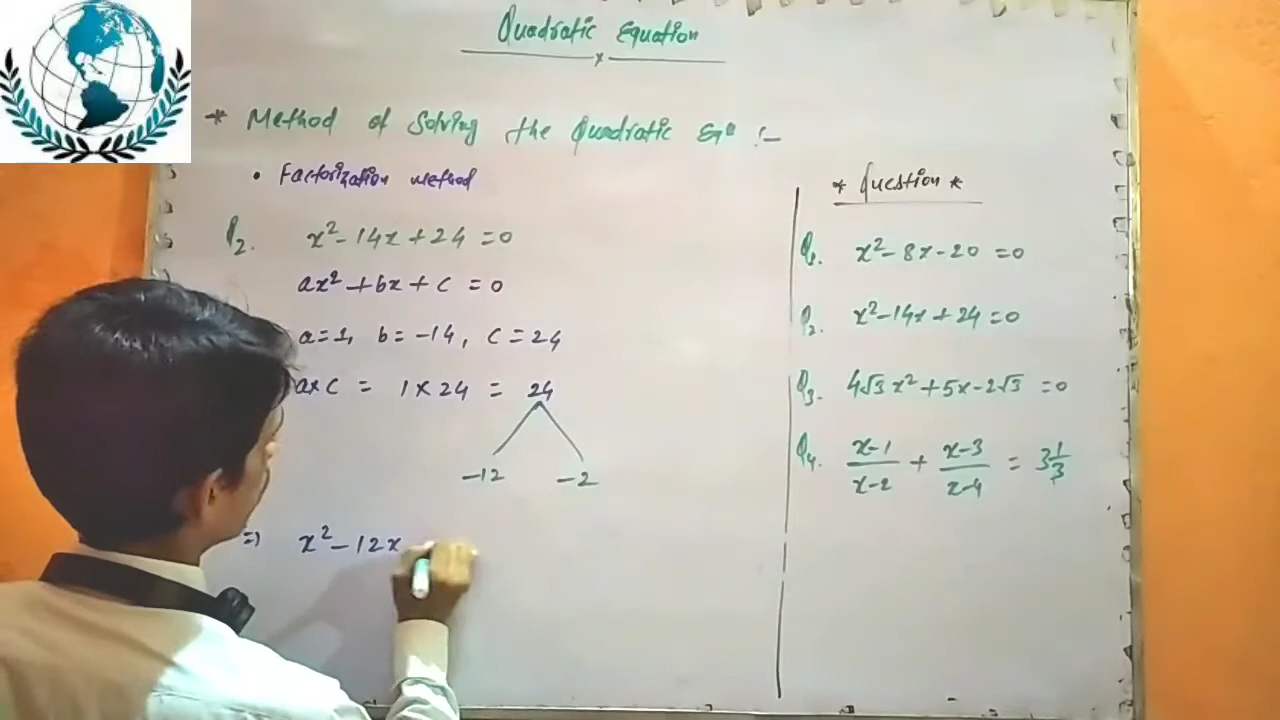 Quadratic Equation
* Method of Solving the Quadratic Eqⁿ :-
• Factorization method
Q2. x² - 14x + 24 = 0
ax² + bx + c = 0
a=1, b = -14, c = 24
a×c = 1 × 24 = 24
-12 -2
=) x² - 12x
* Question *
Q1. x² - 8x - 20 = 0
Q2. x² - 14x + 24 = 0
Q3. 4√3 x² + 5x - 2√3 = 0
Q4. x-1/x-2 + x-3/x-4 = 3 1/3